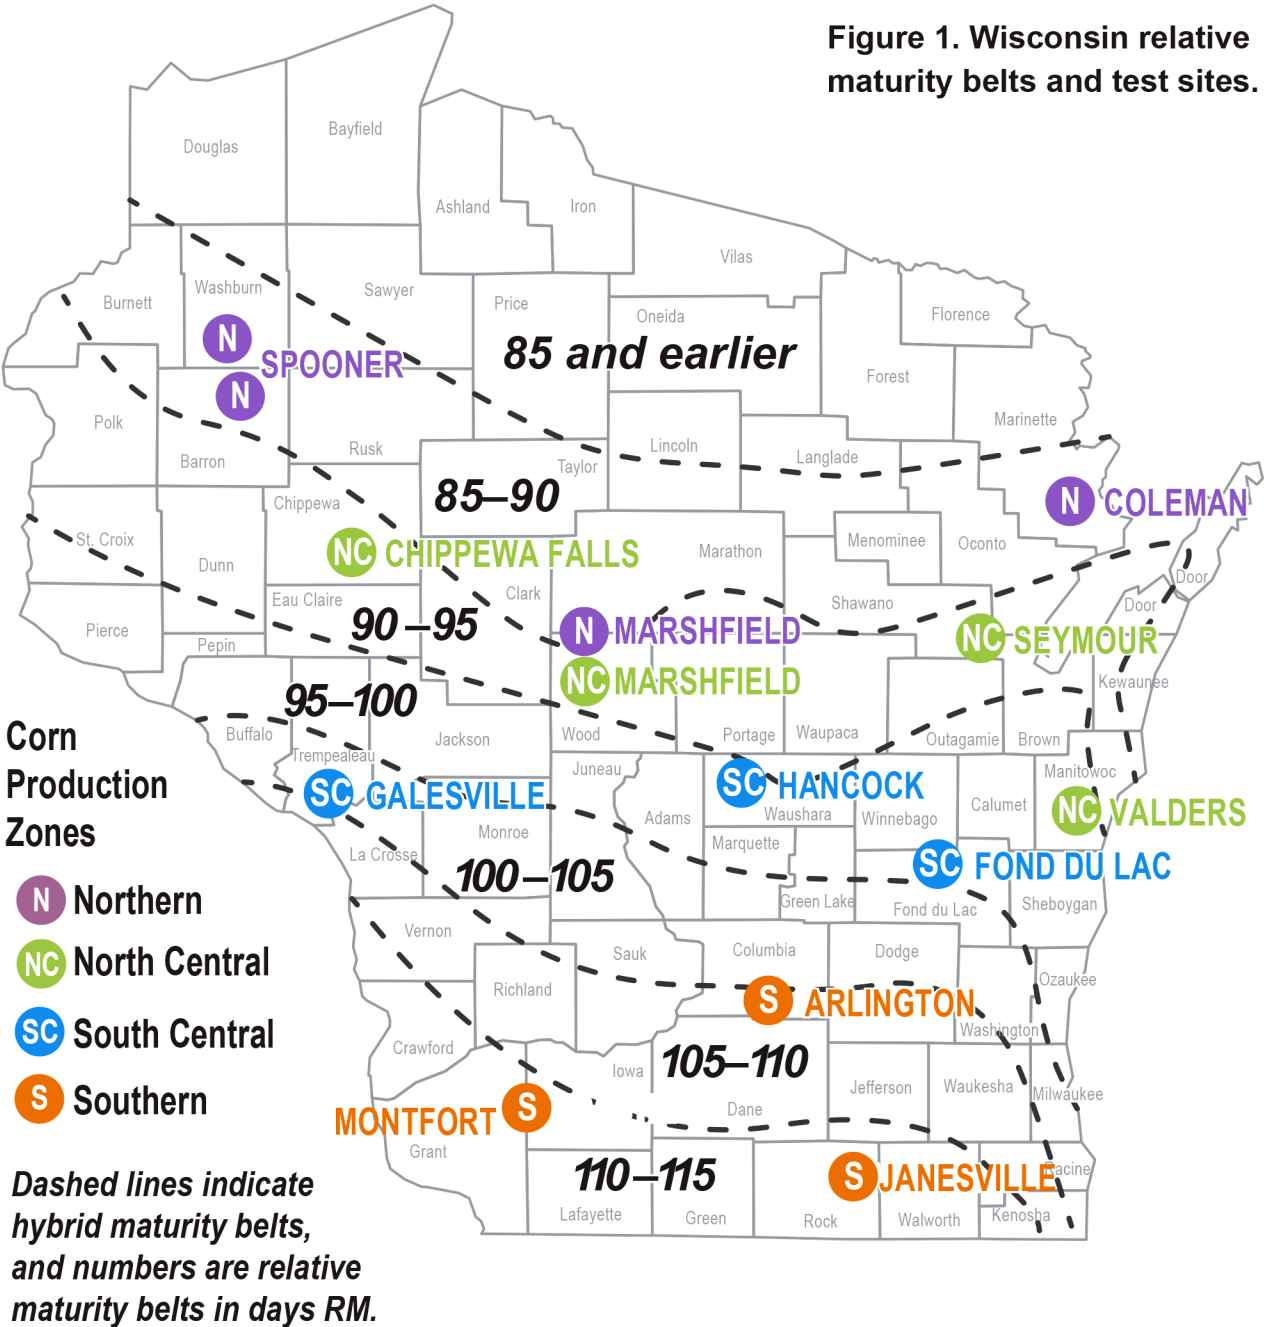 Figure 1. Wisconsin relative
maturity belts and test sites.
Bayfield
Douglas
Ashland
Iron
Vilas
Washburn
Sawyer
Burnett
Price
Oneida
Florence
N
85 and earlier
SPOONER
Forest
N
Polk
Marinette
Rusk
Lincoln
Langlade
Barron
Taylor
85–90
Chippewa
N COLEMAN
St. Croix
Menominee
Oconto
NC CHIPPEWA FALLS
Marathon
Dunn
Door
Eau Claire
Clark
Shawano
Door
90–95
Pierce
N MARSHFIELD
NC SEYMOUR
Pepin
NC MARSHFIELD
Kewaunee
95–100
Buffalo
Jackson
Wood
Portage
Waupaca
Outagamie
Brown
Trempealeau
Juneau
Manitowoc
SC GALESVILLE
SC HANCOCK
Waushara
Calumet
NC VALDERS
Adams
Winnebago
Monroe
Marquette
La Crosse
SC FOND DU LAC
100–105
Green Lake
Fond du Lac
Sheboygan
Vernon
Sauk
Columbia
Dodge
Richland
Ozaukee
S ARLINGTON
Washington
Crawford
105–110
Iowa
Jefferson
Waukesha
Milwaukee
Dane
MONTFORT S
Grant
110–115
S JANESVILLE
Racine
Lafayette
Green
Rock
Walworth
Kenosha
Corn
Production
Zones
N Northern
NC North Central
SC South Central
S Southern
Dashed lines indicate
hybrid maturity belts,
and numbers are relative
maturity belts in days RM.